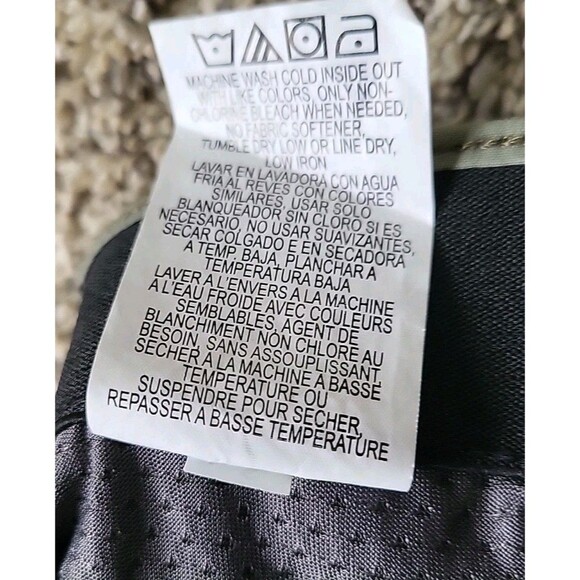 MACHINE WASH COLD INSIDE OUT
WITH LIKE COLORS, ONLY NON-
CHLORINE BLEACH WHEN NEEDED,
NO FABRIC SOFTENER,
TUMBLE DRY LOW OR LINE DRY,
LOW IRON
LAVAR EN LAVADORA CON AGUA
FRIA AL REVES CON COLORES
SIMILARES, USAR SOLO
BLANQUEADOR SIN CLORO SI ES
NECESARIO, NO USAR SUAVIZANTES,
SECAR COLGADO E EN SECADORA
A TEMP. BAJA, PLANCHAR A
TEMPERATURA BAJA
LAVER A L'ENVERS A LA MACHINE
A L'EAU FROIDE AVEC COULEURS
SEMBLABLES, AGENT DE
BLANCHIMENT NON CHLORE AU
BESOIN, SANS ASSOUPLISSANT,
SECHER A LA MACHINE A BASSE
TEMPERATURE OU
SUSPENDRE POUR SECHER,
REPASSER A BASSE TEMPERATURE